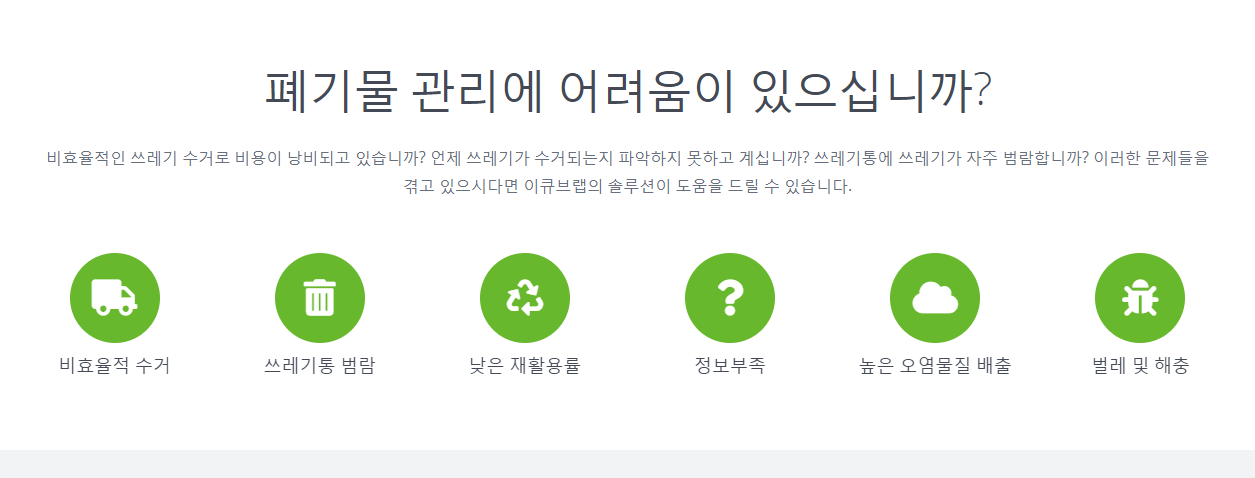 폐기물 관리에 어려움이 있으십니까?
비효율적인 쓰레기 수거로 비용이 낭비되고 있습니까? 언제 쓰레기가 수거되는지 파악하지 못하고 계십니까? 쓰레기통에 쓰레기가 자주 범람합니까? 이러한 문제들을
겪고 있으시다면 이큐브랩의 솔루션이 도움을 드릴 수 있습니다.
비효율적 수거
쓰레기통 범람
낮은 재활용률
정보부족
높은 오염물질 배출
벌레 및 해충